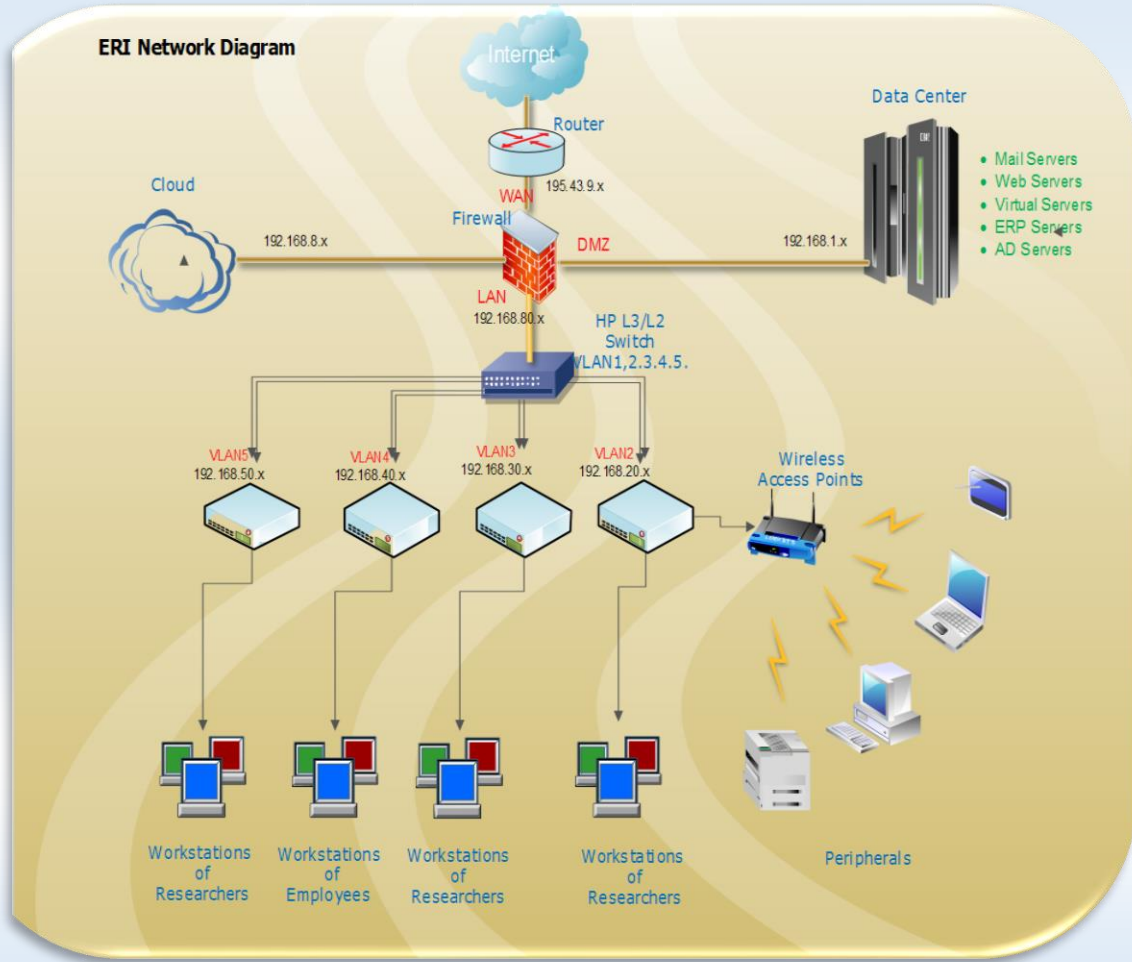 ERI Network Diagram
Internet
Router
Data Center
195.43.9.x
WAN
Cloud
Firewall
192.168.8.x
DMZ
192.168.1.x
• Mail Servers
• Web Servers
• Virtual Servers
• ERP Servers
• AD Servers
LAN
192.168.80.x
HP L3/L2
Switch
VLAN1,2.3.4.5.
VLAN5
192.168.50.x
VLAN4
192.168.40.x
VLAN3
192.168.30.x
VLAN2
192.168.20.x
Wireless
Access Points
Workstations
of
Researchers
Workstations
of
Employees
Workstations
of
Researchers
Workstations
of
Researchers
Peripherals